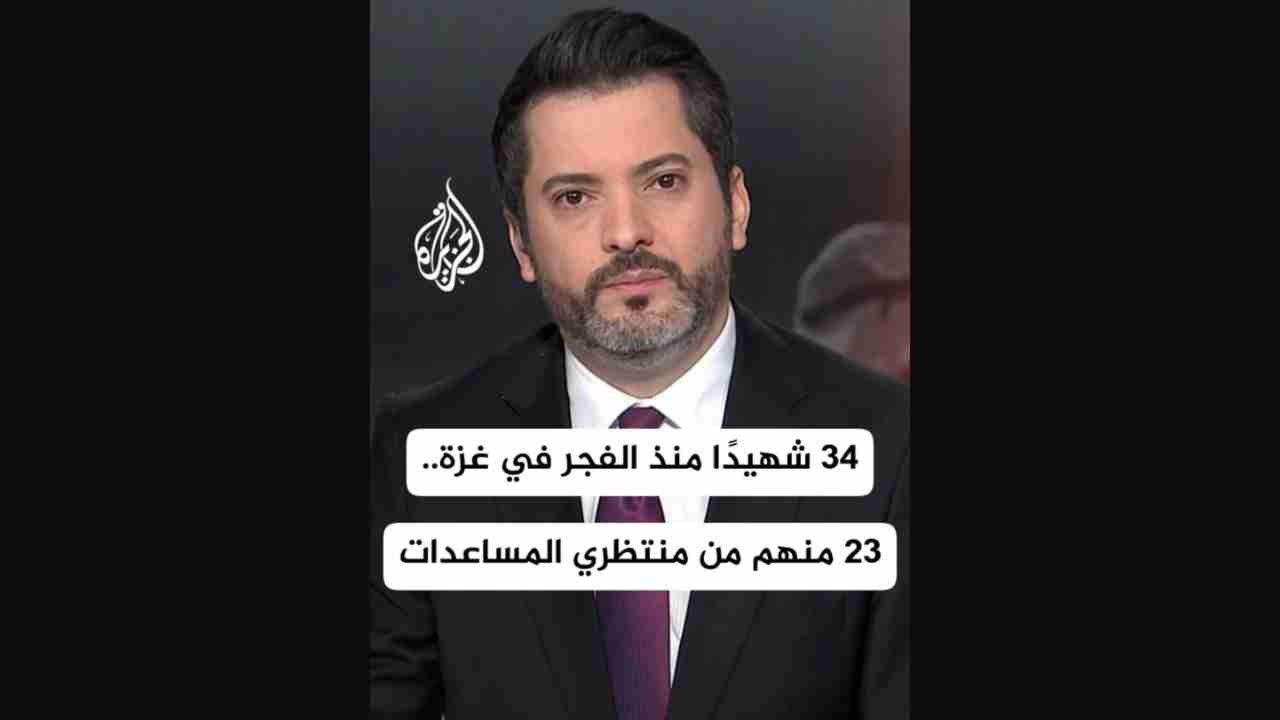 الجزيرة
34 شهيدًا منذ الفجر في غزة..
23 منهم من منتظري المساعدات